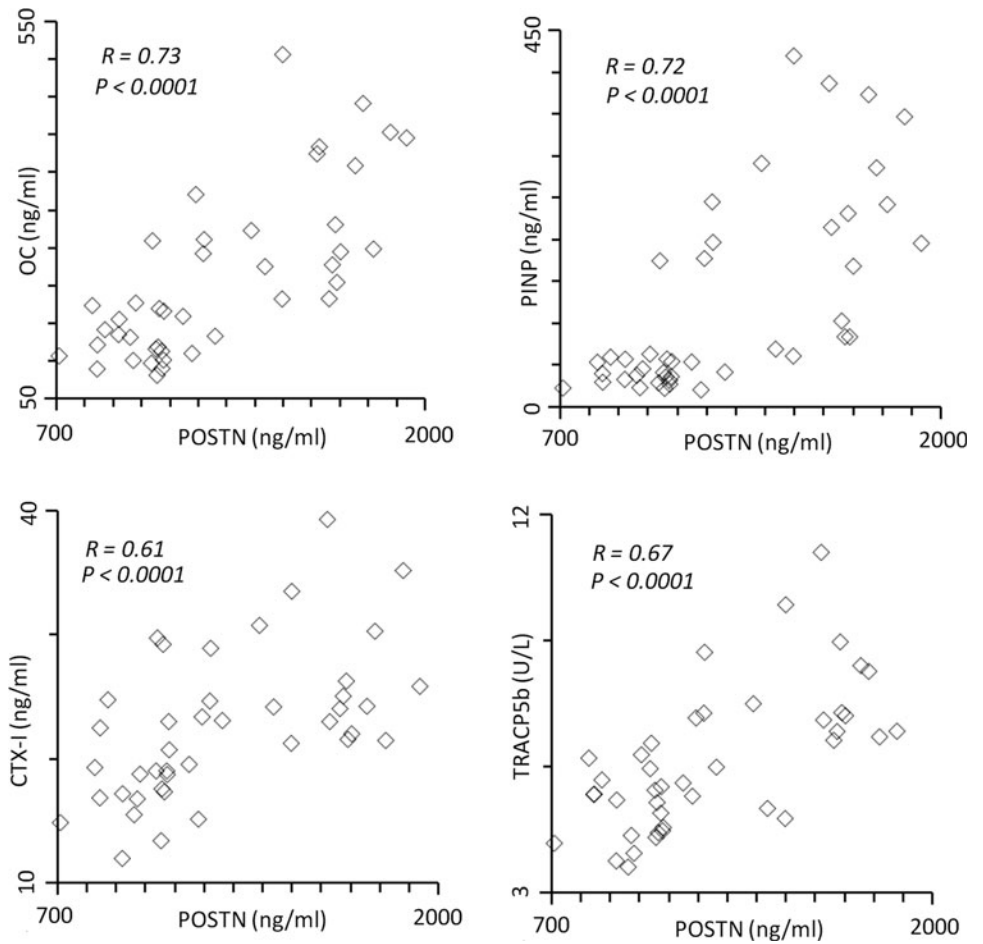 550
R = 0.73
P < 0.0001
OC (ng/ml)
50
700
POSTN (ng/ml)
2000
450
R = 0.72
P < 0.0001
PINP (ng/ml)
0
700
POSTN (ng/ml)
2000
40
R = 0.61
P < 0.0001
CTX-I (ng/ml)
10
700
POSTN (ng/ml)
2000
12
R = 0.67
P < 0.0001
TRACP5b (U/L)
3
700
POSTN (ng/ml)
2000